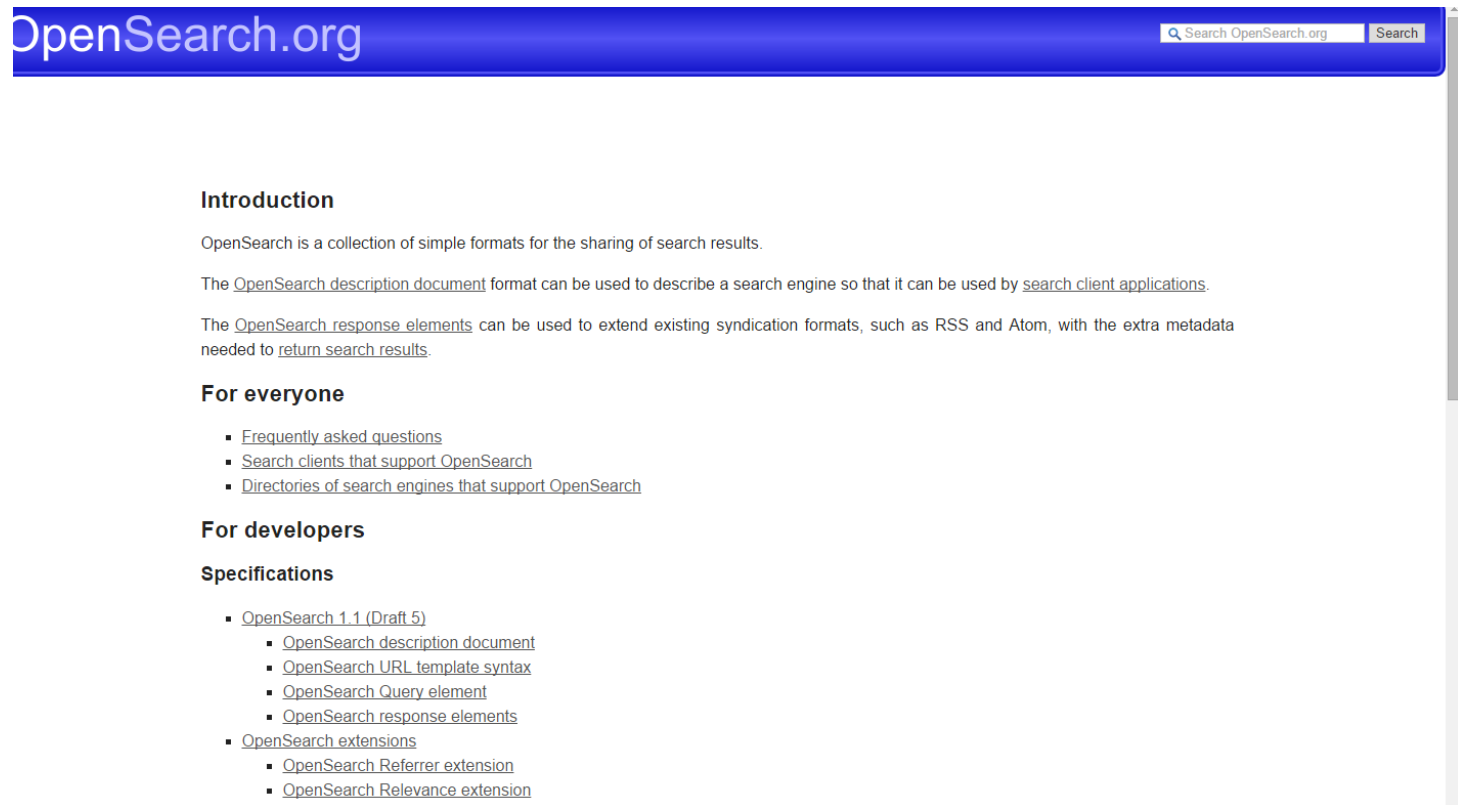 OpenSearch.org
Search OpenSearch.org Search
Introduction
OpenSearch is a collection of simple formats for the sharing of search results.
The OpenSearch description document format can be used to describe a search engine so that it can be used by search client applications.
The OpenSearch response elements can be used to extend existing syndication formats, such as RSS and Atom, with the extra metadata
needed to return search results.
For everyone
Frequently asked questions
Search clients that support OpenSearch
Directories of search engines that support OpenSearch
For developers
Specifications
OpenSearch 1.1 (Draft 5)
OpenSearch description document
OpenSearch URL template syntax
OpenSearch Query element
OpenSearch response elements
OpenSearch extensions
OpenSearch Referrer extension
OpenSearch Relevance extension